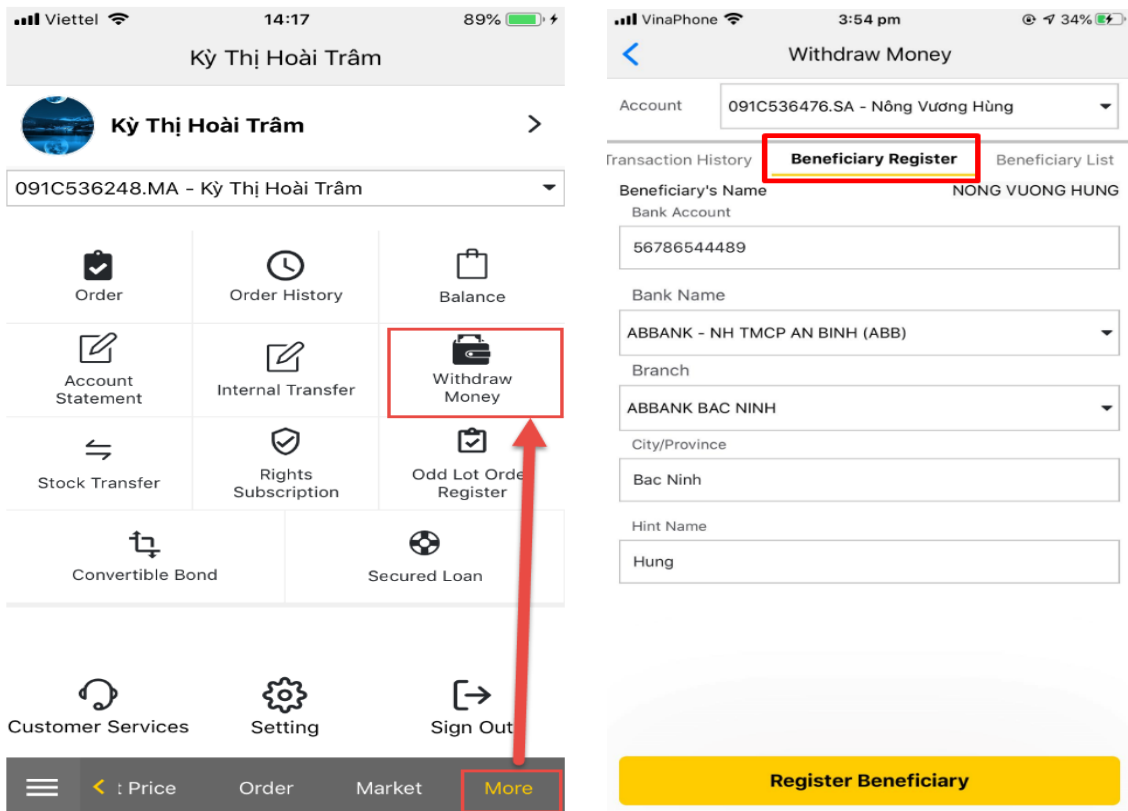 Viettel 14:17 89%
Kỳ Thị Hoài Trâm
Kỳ Thị Hoài Trâm
091C536248.MA - Kỳ Thị Hoài Trâm
Order
Order History
Balance
Account
Statement
Internal Transfer
Withdraw
Money
Stock Transfer
Rights
Subscription
Odd Lot Orde
Register
Convertible Bond
Secured Loan
Customer Services
Setting
Sign Out
t Price Order Market More
VinaPhone 3:54 pm 34%
Withdraw Money
Account 091C536476.SA - Nông Vương Hùng
Transaction History Beneficiary Register Beneficiary List
Beneficiary's Name NONG VUONG HUNG
Bank Account
56786544489
Bank Name
ABBANK - NH TMCP AN BINH (ABB)
Branch
ABBANK BAC NINH
City/Province
Bac Ninh
Hint Name
Hung
Register Beneficiary